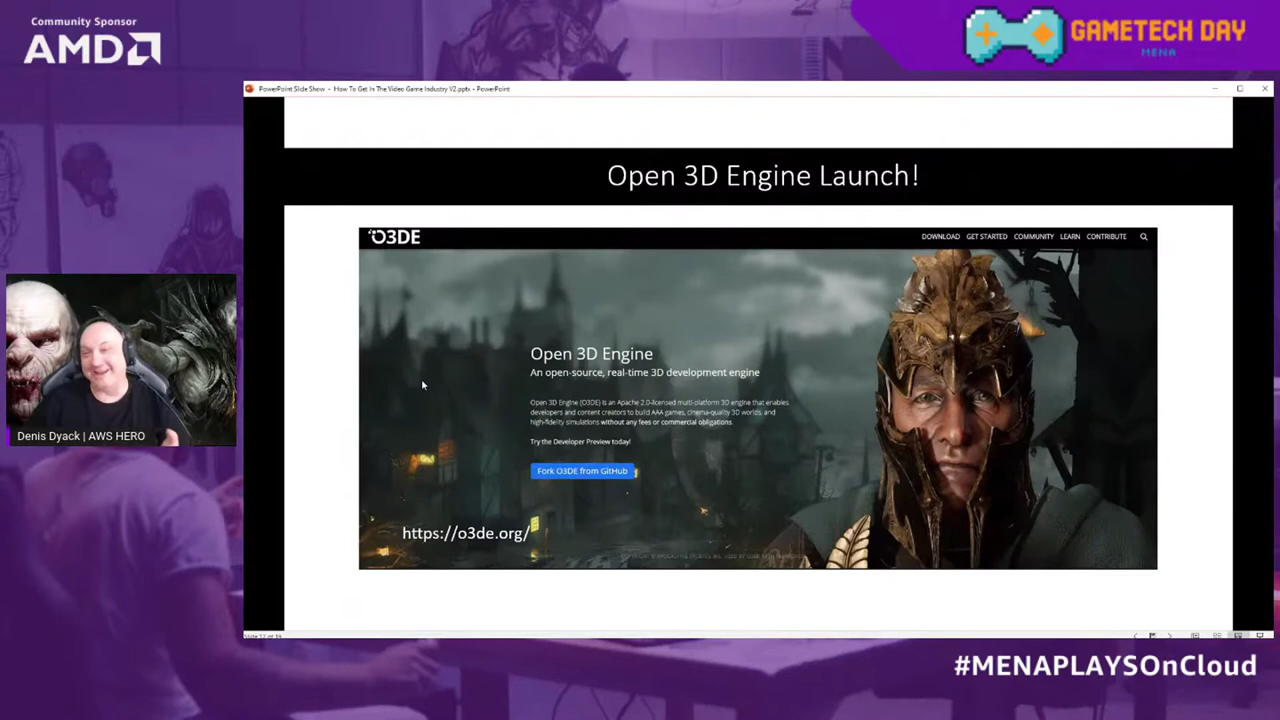 Community Sponsor
AMD
GAMETECH DAY
MENA
PowerPoint Slide Show - How To Get In The Video Game Industry V2.pptx - PowerPoint
Open 3D Engine Launch!
O3DE
DOWNLOAD GET STARTED COMMUNITY LEARN CONTRIBUTE
Open 3D Engine
An open-source, real-time 3D development engine
Open 3D Engine (O3DE) is an Apache 2.0-licensed multi-platform 3D engine that enables
developers and content creators to build AAA games, cinema-quality 3D worlds, and
high-fidelity simulations without any fees or commercial obligations.
Try the Developer Preview today!
Fork O3DE from GitHub
https://o3de.org/
Denis Dyack | AWS HERO
#MENAPLAYSOnCloud